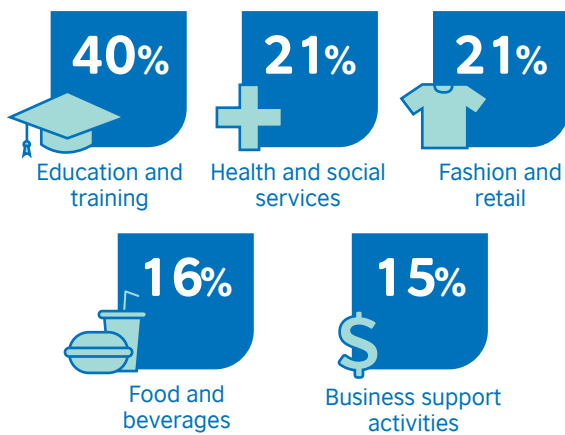 40%
Education and
training
21%
Health and social
services
21%
Fashion and
retail
16%
Food and
beverages
$
15%
Business support
activities